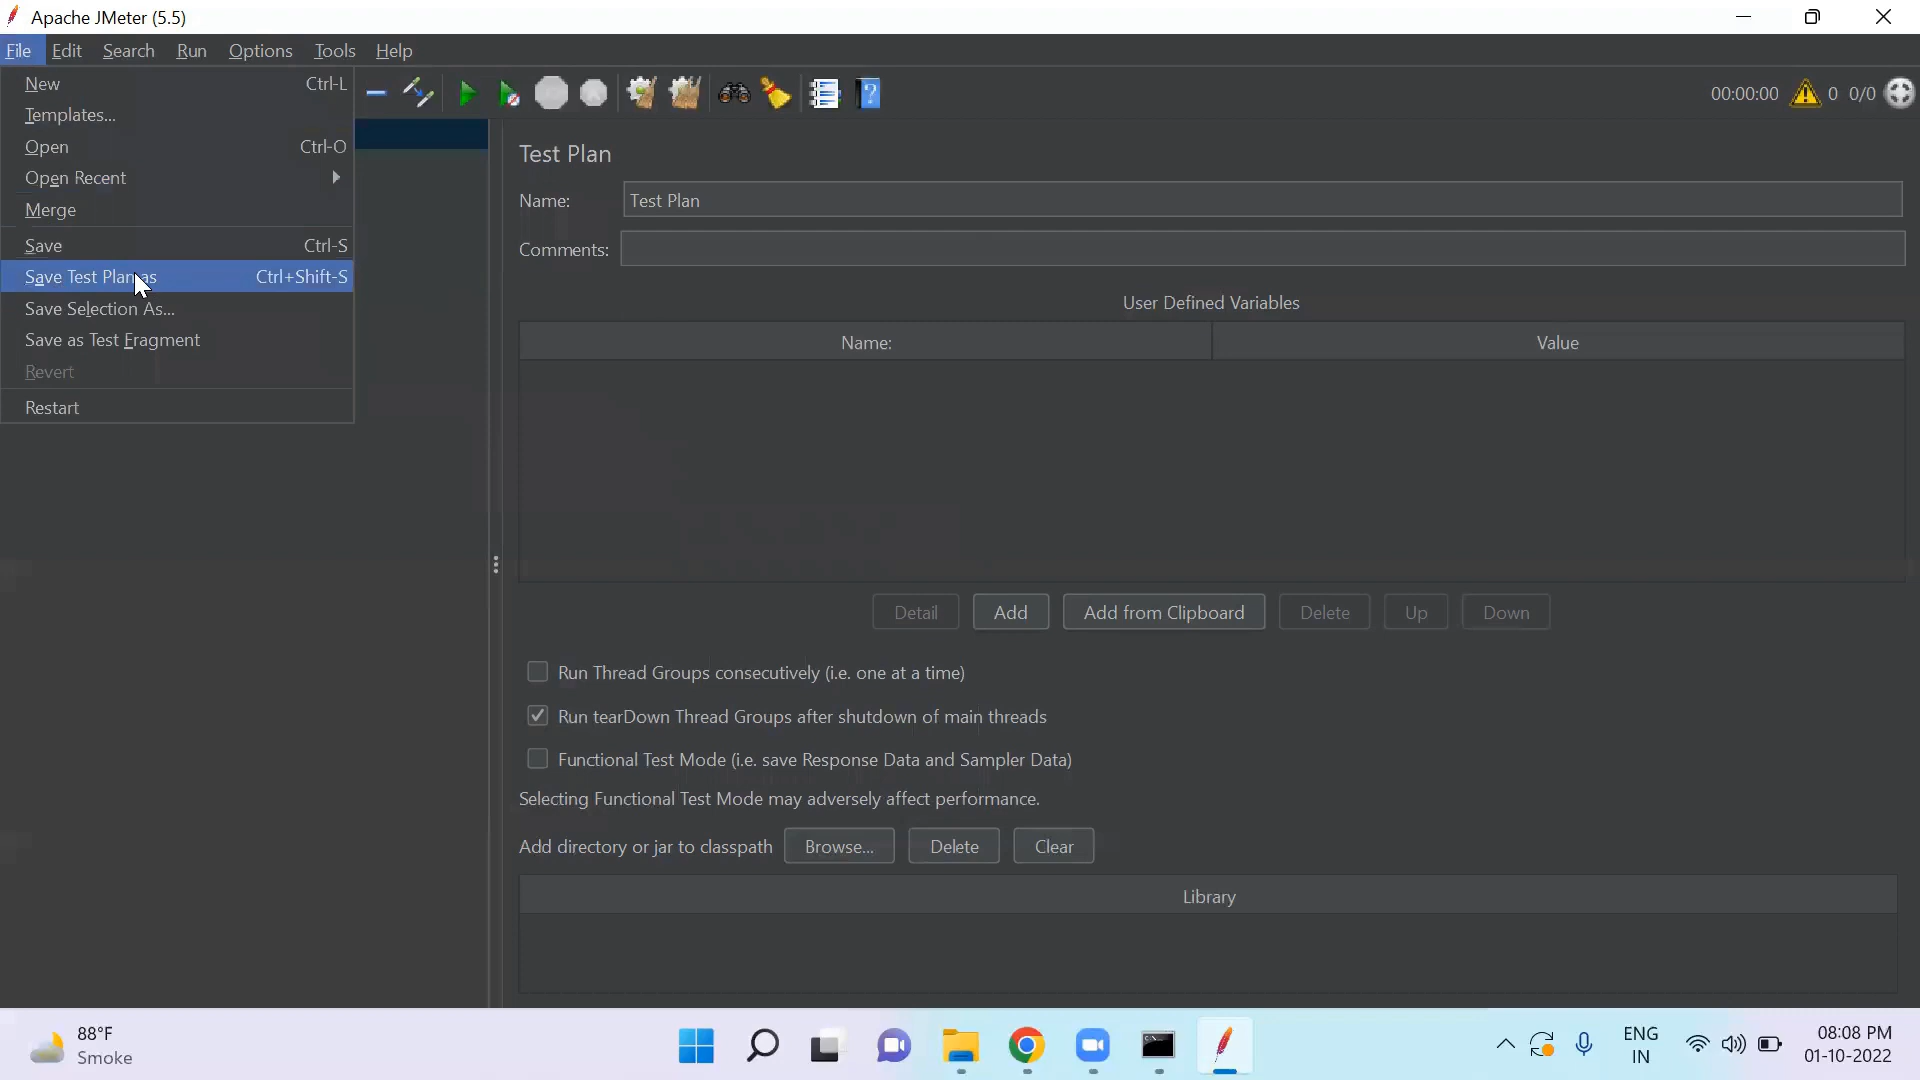 Apache JMeter (5.5)
File Edit Search Run Options Tools Help
New Ctrl-L
Templates...
Open Ctrl-O
Open Recent
Merge
Save Ctrl-S
Save Test Plan as Ctrl+Shift-S
Save Selection As...
Save as Test Fragment
Revert
Restart
00:00:00 0 0/0
Test Plan
Name: Test Plan
Comments:
User Defined Variables
Name: Value
Detail Add Add from Clipboard Delete Up Down
Run Thread Groups consecutively (i.e. one at a time)
Run tearDown Thread Groups after shutdown of main threads
Functional Test Mode (i.e. save Response Data and Sampler Data)
Selecting Functional Test Mode may adversely affect performance.
Add directory or jar to classpath Browse... Delete Clear
Library
88°F
Smoke
ENG
IN
08:08 PM
01-10-2022